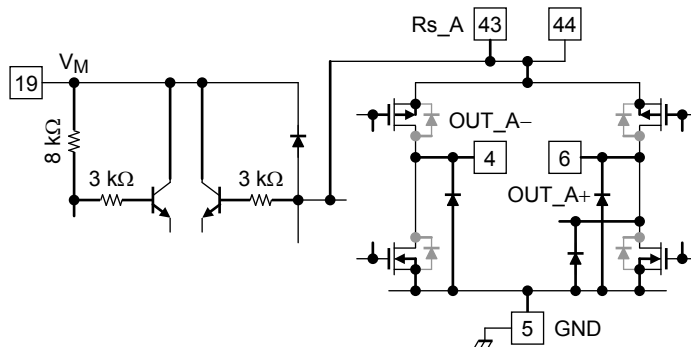 Rs_A 43 44
19 V_M
8 kΩ
3 kΩ
3 kΩ
OUT_A−
4
6
OUT_A+
5 GND